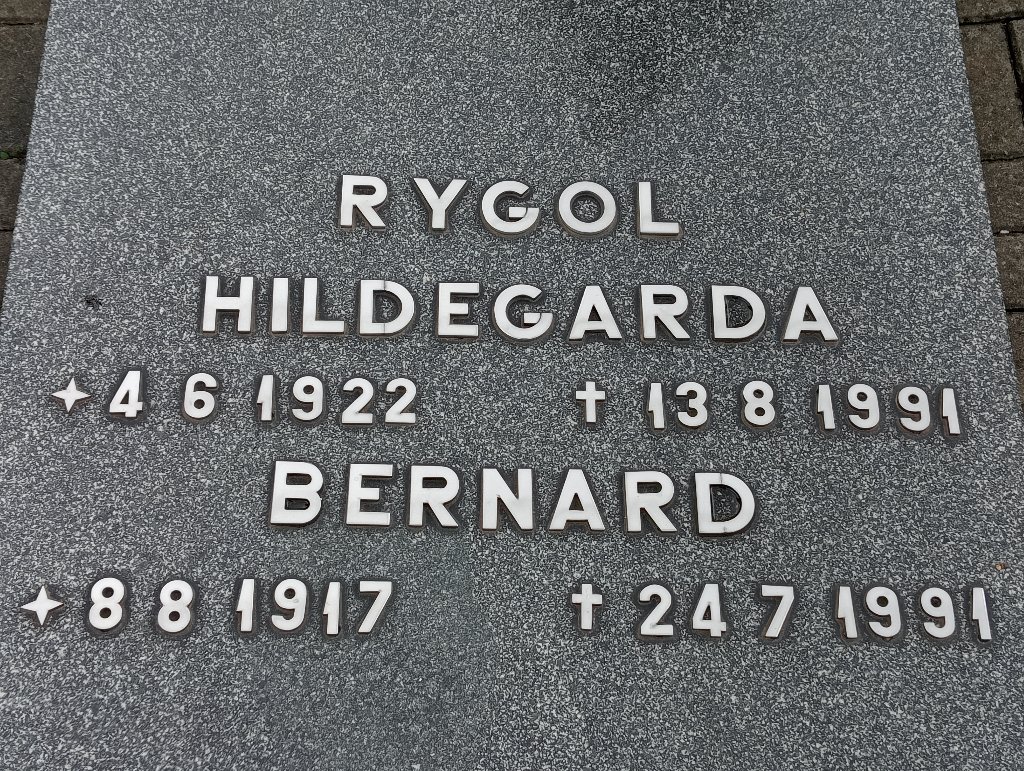 RYGOL
HILDEGARDA
✦ 4 6 1922 † 13 8 1991
BERNARD
✦ 8 8 1917 † 24 7 1991